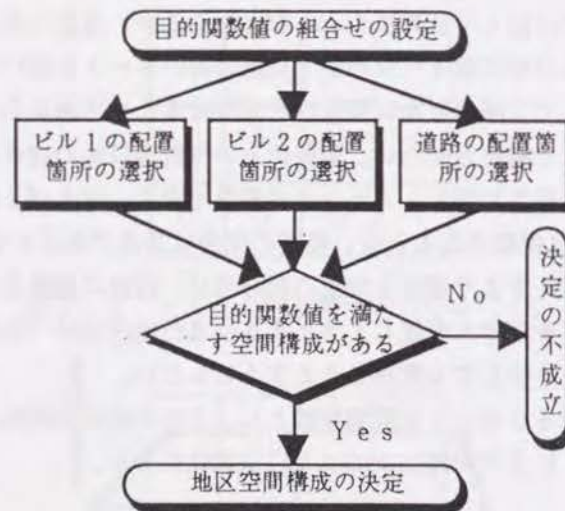 目的関数値の組合せの設定
ビル1の配置
箇所の選択
ビル2の配置
箇所の選択
道路の配置箇
所の選択
目的関数値を満た
す空間構成がある
No
決定の不成立
Yes
地区空間構成の決定